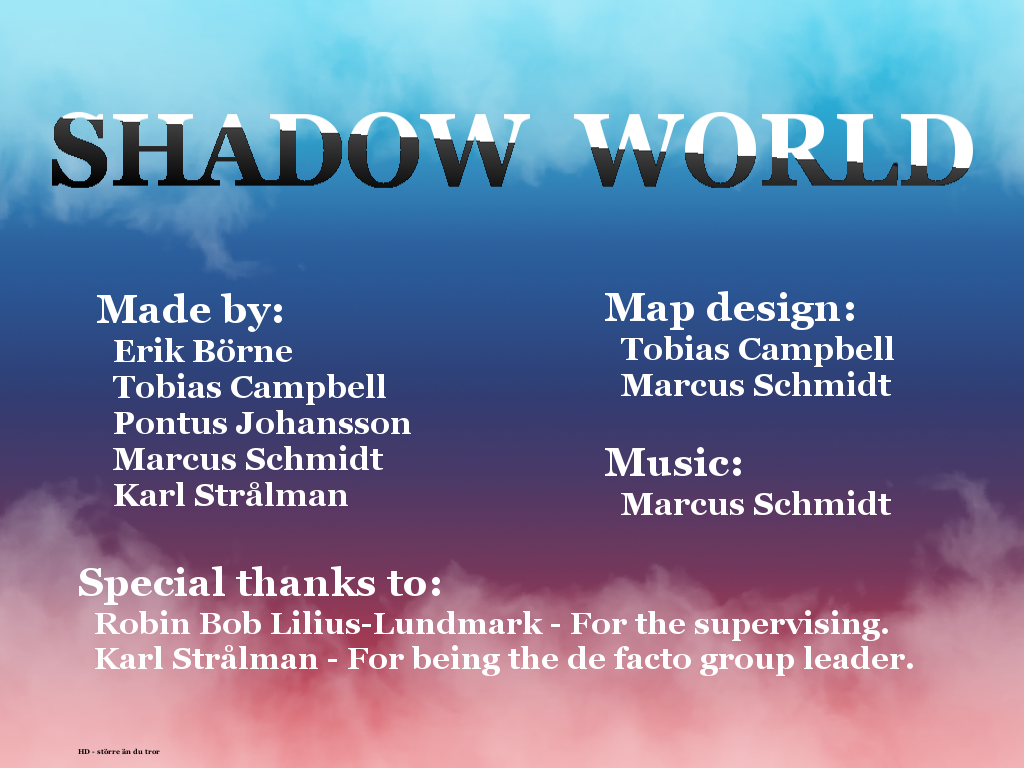 SHADOW WORLD
Made by:
Erik Börne
Tobias Campbell
Pontus Johansson
Marcus Schmidt
Karl Strålman
Map design:
Tobias Campbell
Marcus Schmidt
Music:
Marcus Schmidt
Special thanks to:
Robin Bob Lilius-Lundmark - For the supervising.
Karl Strålman - For being the de facto group leader.
HD - större än du tror